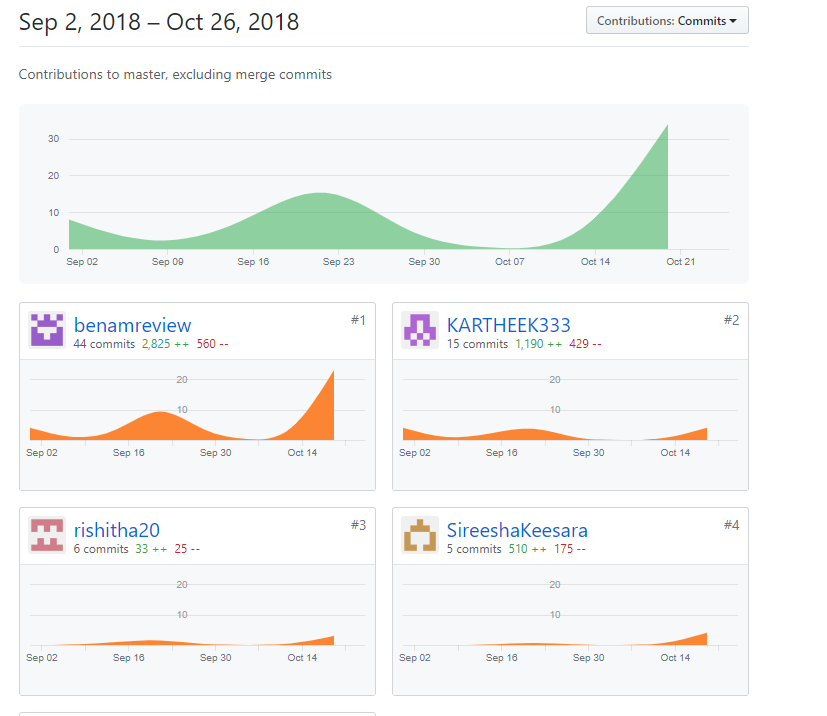 Sep 2, 2018 – Oct 26, 2018
Contributions: Commits
Contributions to master, excluding merge commits
30
20
10
0
Sep 02 Sep 09 Sep 16 Sep 23 Sep 30 Oct 07 Oct 14 Oct 21
benamreview #1
44 commits 2,825 ++ 560 --
20
10
Sep 02 Sep 16 Sep 30 Oct 14
KARTHEEK333 #2
15 commits 1,190 ++ 429 --
20
10
Sep 02 Sep 16 Sep 30 Oct 14
rishitha20 #3
6 commits 33 ++ 25 --
20
10
Sep 02 Sep 16 Sep 30 Oct 14
SireeshaKeesara #4
5 commits 510 ++ 175 --
20
10
Sep 02 Sep 16 Sep 30 Oct 14